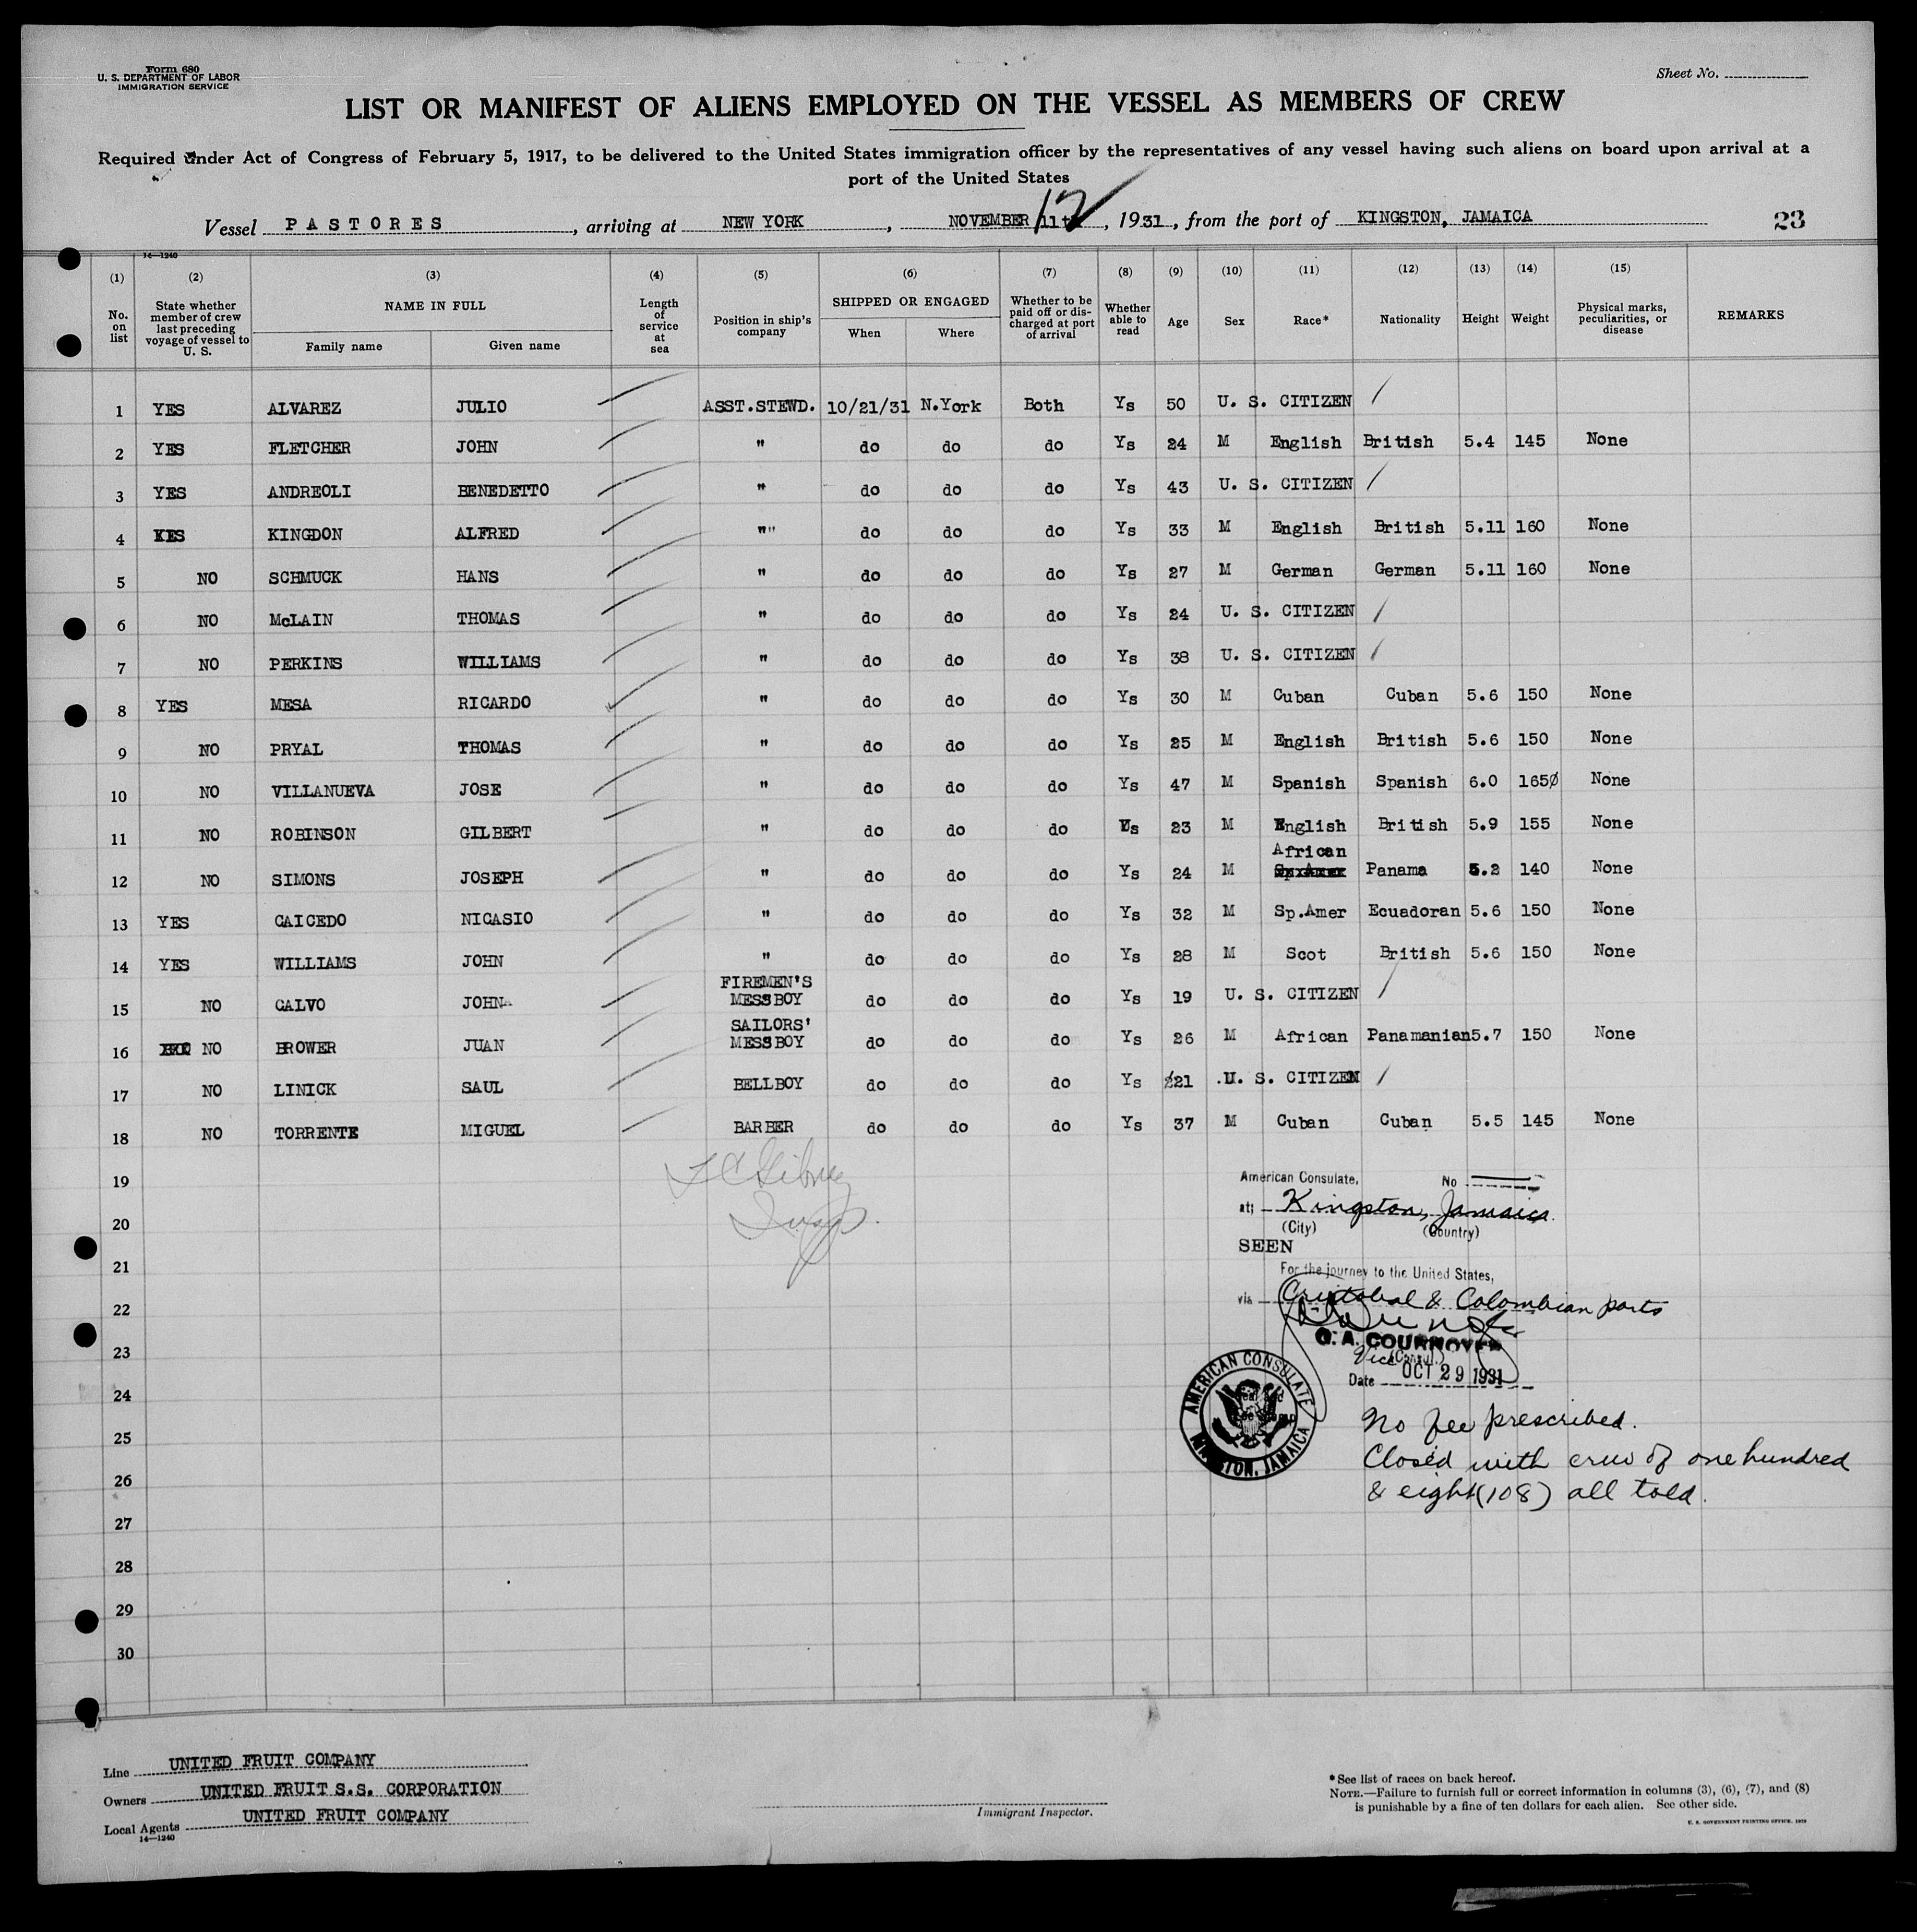 Form 680
U. S. DEPARTMENT OF LABOR
IMMIGRATION SERVICE
Sheet No.
LIST OR MANIFEST OF ALIENS EMPLOYED ON THE VESSEL AS MEMBERS OF CREW
Required under Act of Congress of February 5, 1917, to be delivered to the United States immigration officer by the representatives of any vessel having such aliens on board upon arrival at a
port of the United States
Vessel PASTORES, arriving at NEW YORK, NOVEMBER 11th 12, 1931, from the port of KINGSTON, JAMAICA 23
14—1240
(1) (2) (3) (4) (5) (6) (7) (8) (9) (10) (11) (12) (13) (14) (15)
No. on list
State whether member of crew last preceding voyage of vessel to U. S.
NAME IN FULL
Family name
Given name
Length of service at sea
Position in ship's company
SHIPPED OR ENGAGED
When
Where
Whether to be paid off or discharged at port of arrival
Whether able to read
Age
Sex
Race*
Nationality
Height
Weight
Physical marks, peculiarities, or disease
REMARKS
1 YES ALVAREZ JULIO ASST.STEWD. 10/21/31 N.York Both Ys 50 U. S. CITIZEN
2 YES FLETCHER JOHN " do do do Ys 24 M English British 5.4 145 None
3 YES ANDREOLI BENEDETTO " do do do Ys 43 U. S. CITIZEN
4 YES KINGDON ALFRED "" do do do Ys 33 M English British 5.11 160 None
5 NO SCHMUCK HANS " do do do Ys 27 M German German 5.11 160 None
6 NO McLAIN THOMAS " do do do Ys 24 U. S. CITIZEN
7 NO PERKINS WILLIAMS " do do do Ys 38 U. S. CITIZEN
8 YES MESA RICARDO " do do do Ys 30 M Cuban Cuban 5.6 150 None
9 NO PRYAL THOMAS " do do do Ys 25 M English British 5.6 150 None
10 NO VILLANUEVA JOSE " do do do Ys 47 M Spanish Spanish 6.0 165 None
11 NO ROBINSON GILBERT " do do do Ys 23 M English British 5.9 155 None
African
12 NO SIMONS JOSEPH " do do do Ys 24 M Panama 5.2 140 None
13 YES CAICEDO NICASIO " do do do Ys 32 M Sp.Amer Ecuadoran 5.6 150 None
14 YES WILLIAMS JOHN " do do do Ys 28 M Scot British 5.6 150 None
FIREMEN'S
15 NO CALVO JOHN MESSBOY do do do Ys 19 U. S. CITIZEN
SAILORS'
16 NO BROWER JUAN MESSBOY do do do Ys 26 M African Panamanian 5.7 150 None
17 NO LINICK SAUL BELLBOY do do do Ys 21 U. S. CITIZEN
18 NO TORRENTE MIGUEL BARBER do do do Ys 37 M Cuban Cuban 5.5 145 None
19
20
21
22
23
24
25
26
27
28
29
30
American Consulate, No
at; Kingston, Jamaica.
(City) (Country)
SEEN
For the journey to the United States,
via Cristobal & Colombian ports
COURNOYER
Vice (Consul.)
Date OCT 29 1931
AMERICAN CONSULATE
KINGSTON, JAMAICA
No fee prescribed.
Closed with crew of one hundred
& eight (108) all told.
Line UNITED FRUIT COMPANY
Owners UNITED FRUIT S.S. CORPORATION
Local Agents UNITED FRUIT COMPANY
14—1240
Immigrant Inspector.
*See list of races on back hereof.
NOTE.—Failure to furnish full or correct information in columns (3), (6), (7), and (8)
is punishable by a fine of ten dollars for each alien. See other side.
U. S. GOVERNMENT PRINTING OFFICE. 1929